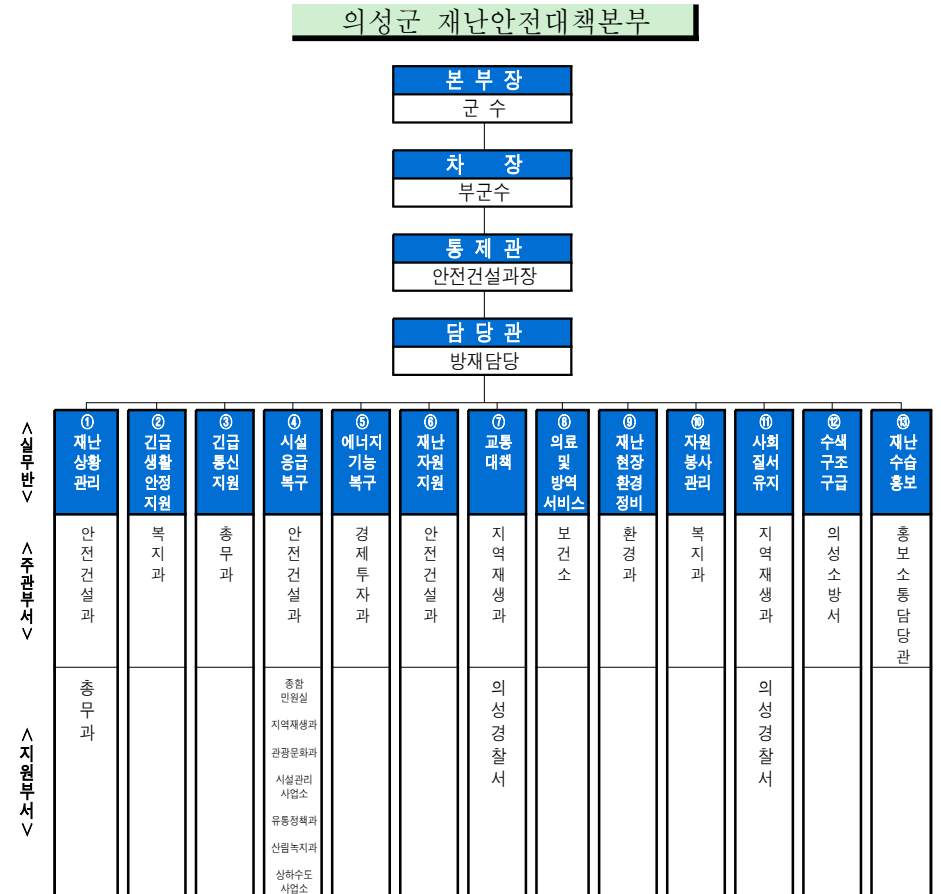 의성군 재난안전대책본부
본 부 장
군 수
차 장
부군수
통 제 관
안전건설과장
담 당 관
방재담당
<실무반>
① 재난 상황 관리
② 긴급 생활 안정 지원
③ 긴급 통신 지원
④ 시설 응급 복구
⑤ 에너지 기능 복구
⑥ 재난 자원 지원
⑦ 교통 대책
⑧ 의료 및 방역 서비스
⑨ 재난 현장 환경 정비
⑩ 자원 봉사 관리
⑪ 사회 질서 유지
⑫ 수색 구조 구급
⑬ 재난 수습 홍보
<주관부서>
안전건설과
복지과
총무과
안전건설과
경제투자과
안전건설과
지역재생과
보건소
환경과
복지과
지역재생과
의성소방서
홍보소통담당관
<지원부서>
총무과
종합
민원실
지역재생과
관광문화과
시설관리
사업소
유통정책과
산림녹지과
상하수도
사업소
의성경찰서
의성경찰서